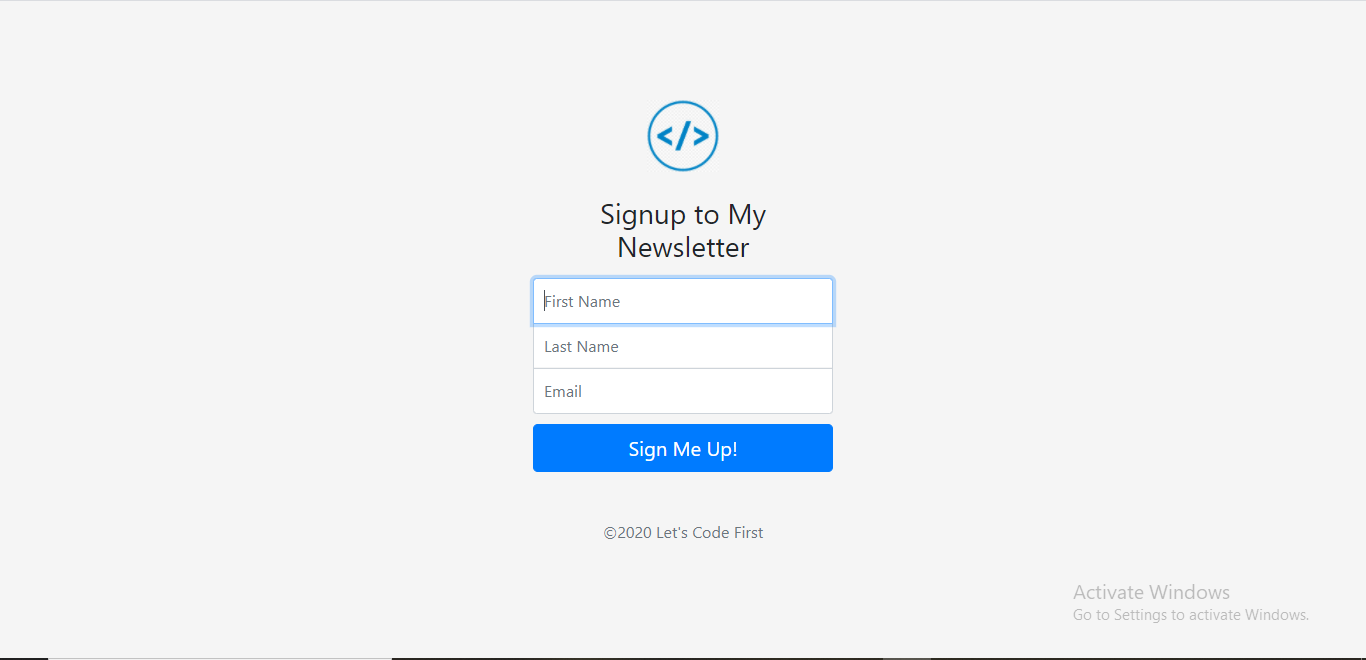 </>
Signup to My
Newsletter
First Name
Last Name
Email
Sign Me Up!
©2020 Let's Code First
Activate Windows
Go to Settings to activate Windows.